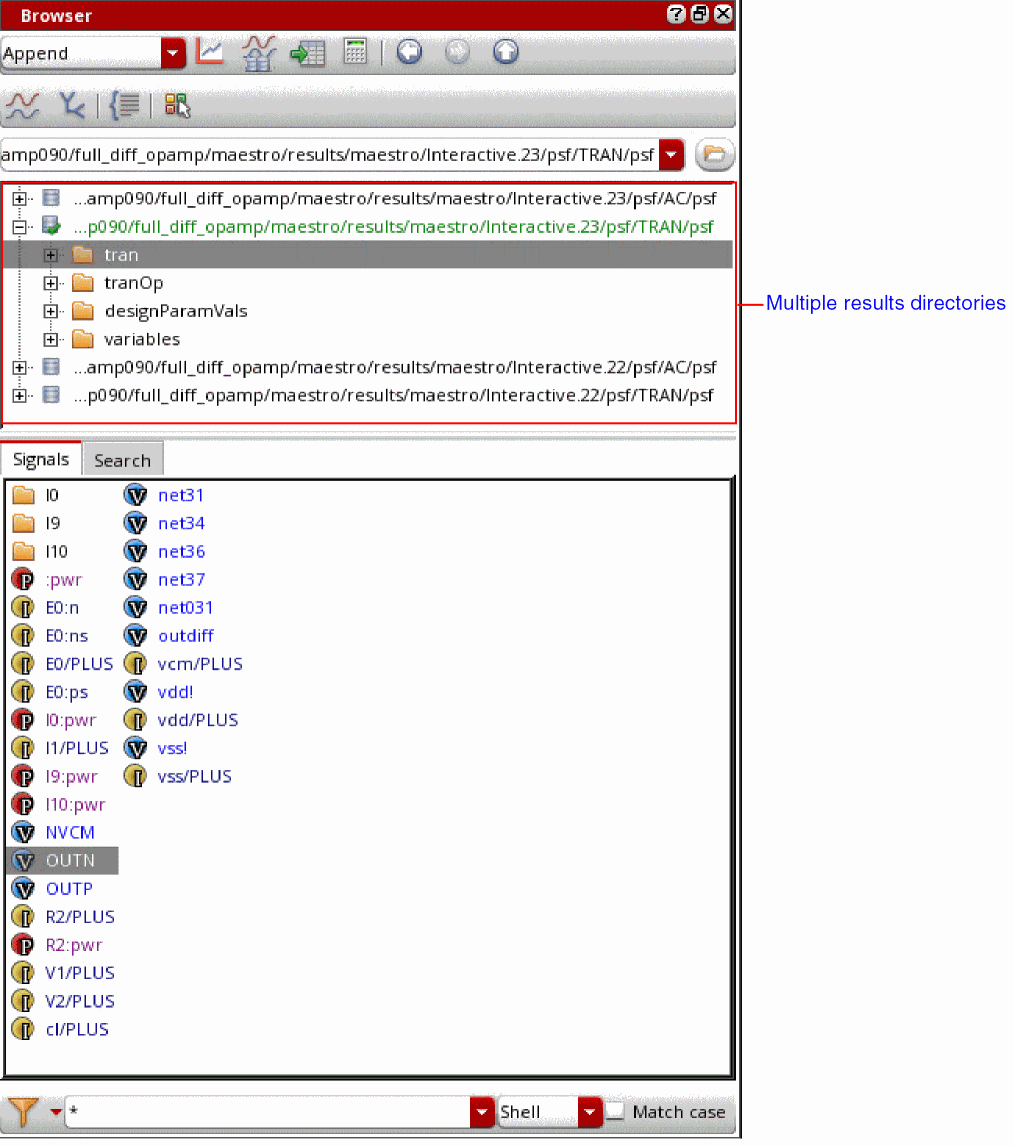 Browser
Append
amp090/full_diff_opamp/maestro/results/maestro/Interactive.23/psf/TRAN/psf
...amp090/full_diff_opamp/maestro/results/maestro/Interactive.23/psf/AC/psf
...p090/full_diff_opamp/maestro/results/maestro/Interactive.23/psf/TRAN/psf
tran
tranOp
designParamVals
variables
...amp090/full_diff_opamp/maestro/results/maestro/Interactive.22/psf/AC/psf
...p090/full_diff_opamp/maestro/results/maestro/Interactive.22/psf/TRAN/psf
Multiple results directories
Signals Search
I0
I9
I10
:pwr
E0:n
E0:ns
E0/PLUS
E0:ps
I0:pwr
I1/PLUS
I9:pwr
I10:pwr
NVCM
OUTN
OUTP
R2/PLUS
R2:pwr
V1/PLUS
V2/PLUS
cl/PLUS
net31
net34
net36
net37
net031
outdiff
vcm/PLUS
vdd!
vdd/PLUS
vss!
vss/PLUS
* Shell Match case